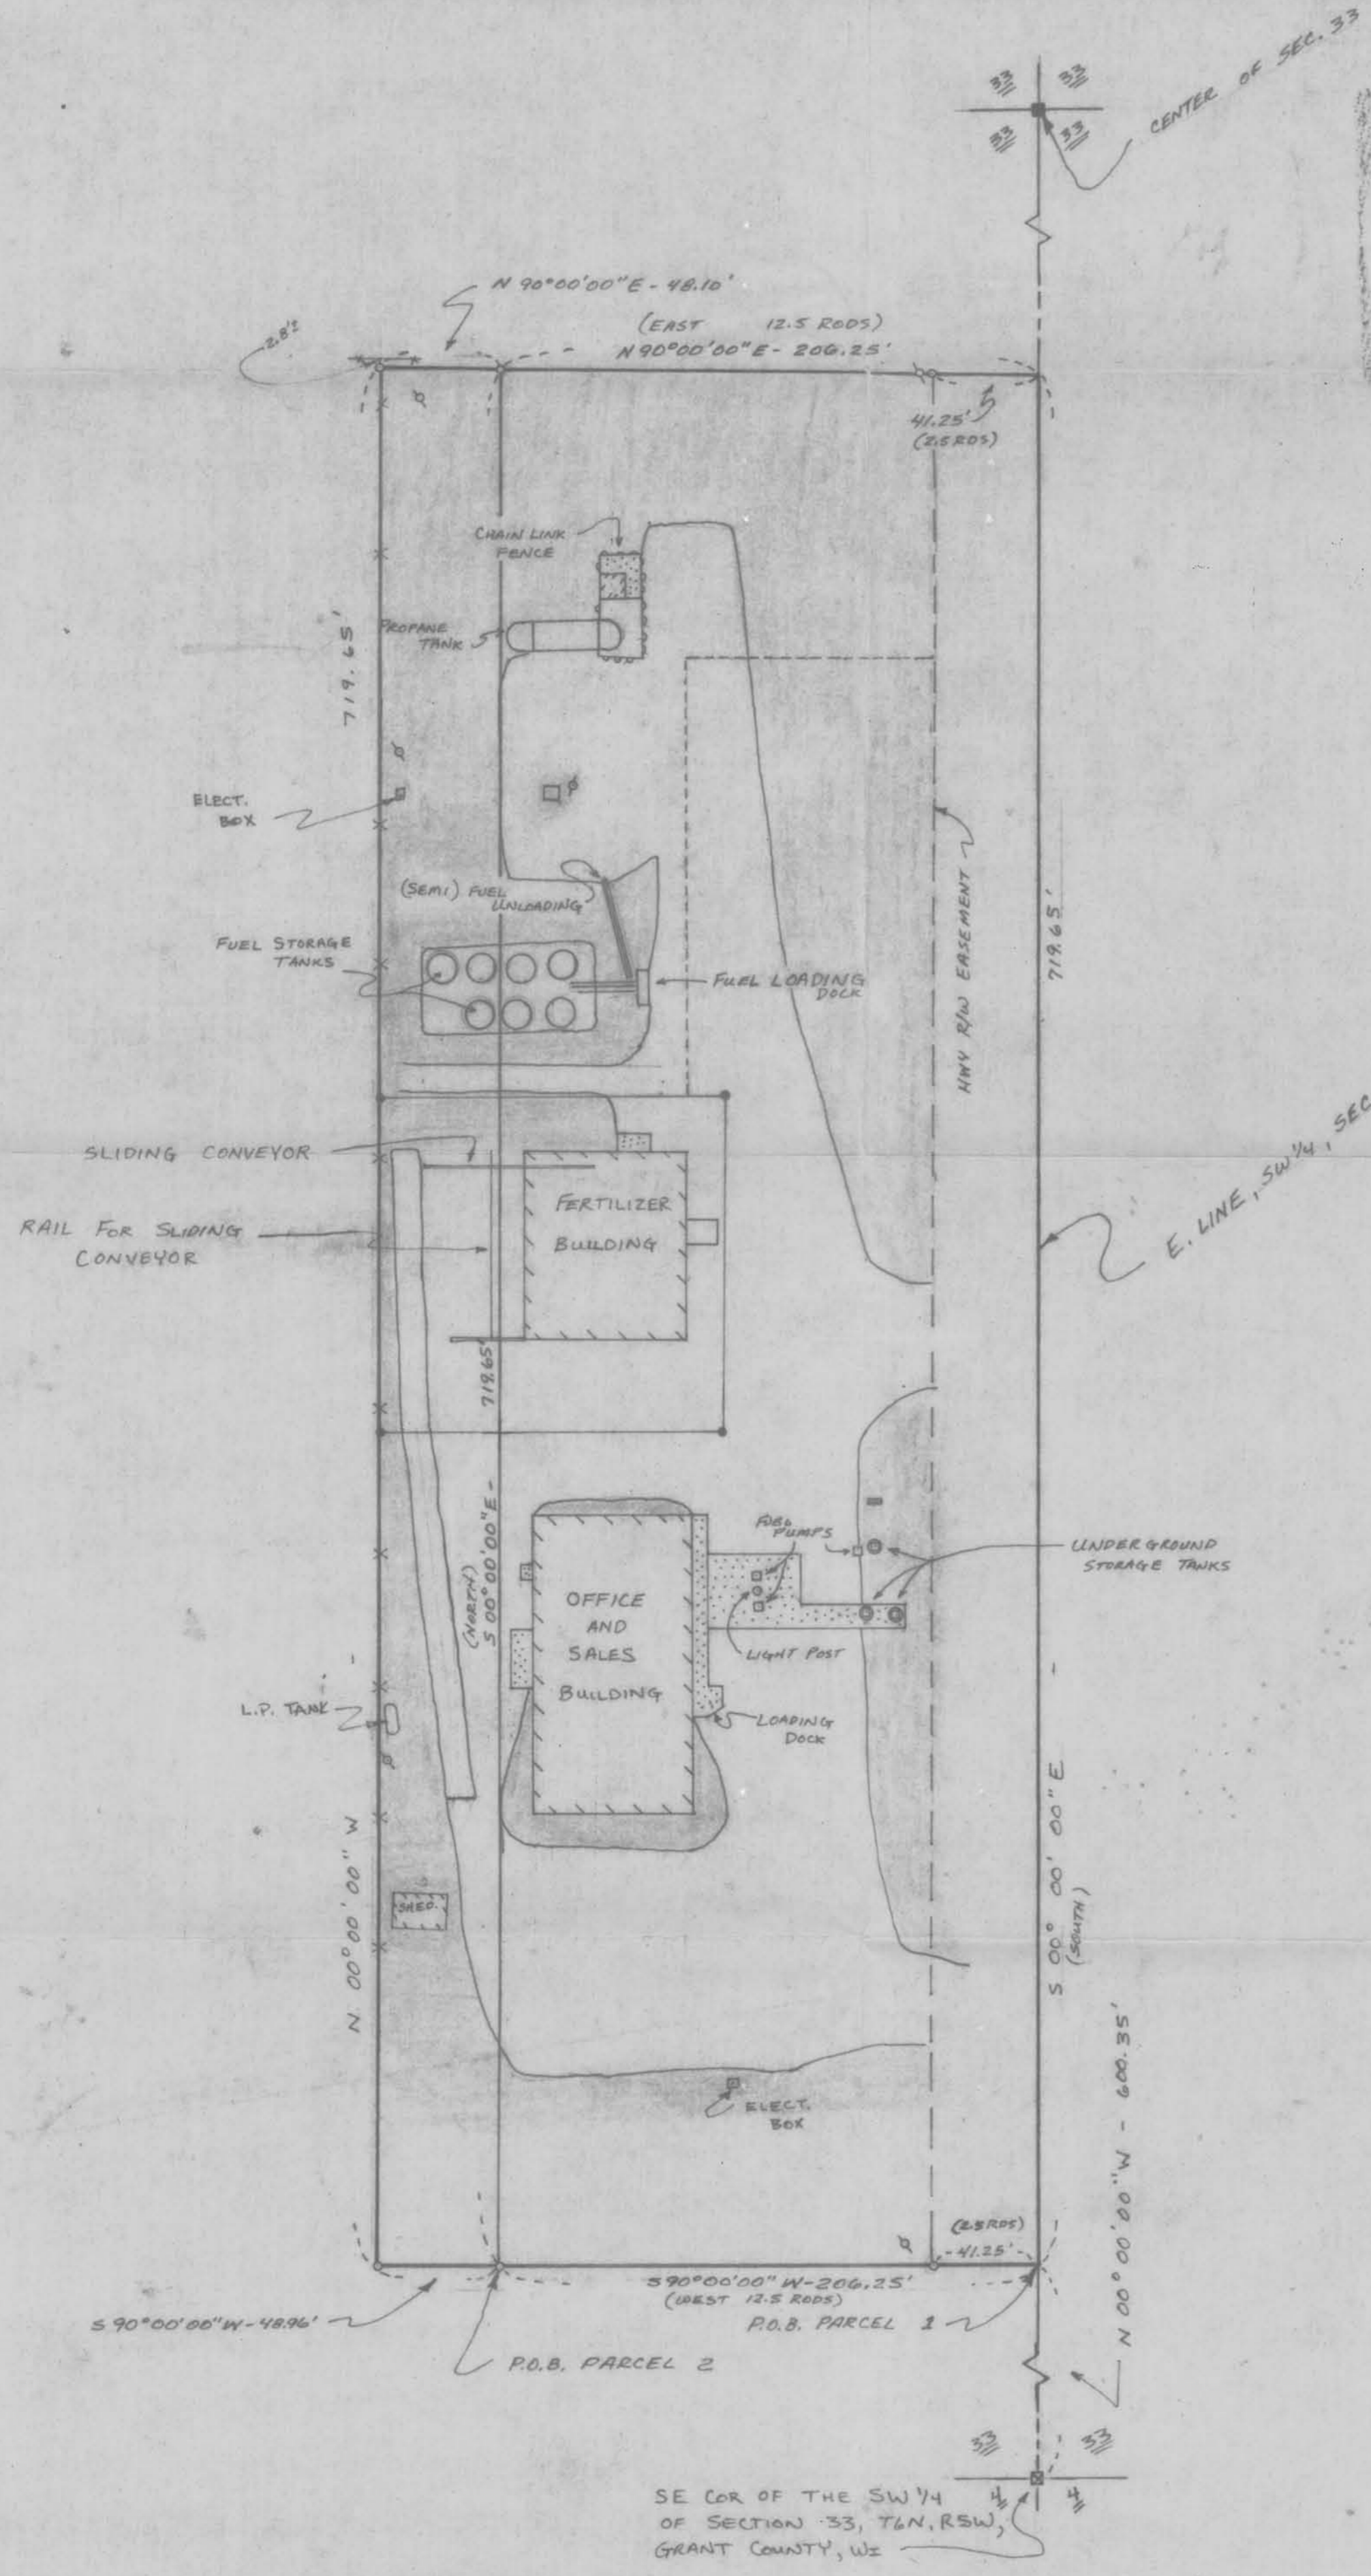 33 33
33 33
CENTER OF SEC. 33
N 90°00'00"E - 48.10'
(EAST 12.5 RODS)
N 90°00'00"E - 206.25'
2.8'±
41.25'
(2.5 RDS)
CHAIN LINK
FENCE
PROPANE
TANK
719.65'
ELECT.
BOX
(SEMI) FUEL
UNLOADING
FUEL STORAGE
TANKS
FUEL LOADING
DOCK
HWY R/W EASEMENT
719.65'
SLIDING CONVEYOR
RAIL FOR SLIDING
CONVEYOR
FERTILIZER
BUILDING
E. LINE, SW 1/4, SEC
719.65'
(NORTH)
S 00°00'00"E -
FUEL
PUMPS
UNDERGROUND
STORAGE TANKS
OFFICE
AND
SALES
BUILDING
LIGHT POST
L.P. TANK
LOADING
DOCK
N 00°00'00" W -
SHED
S 00° 00' 00"E -
(SOUTH)
N 00°00'00"W - 600.35'
ELECT.
BOX
(2.5 RDS)
- 41.25' -
S 90°00'00" W - 206.25'
(WEST 12.5 RODS)
S 90°00'00"W - 48.96'
P.O.B. PARCEL 1
P.O.B. PARCEL 2
33 33
4 4
SE COR OF THE SW 1/4
OF SECTION 33, T6N, R5W,
GRANT COUNTY, WI